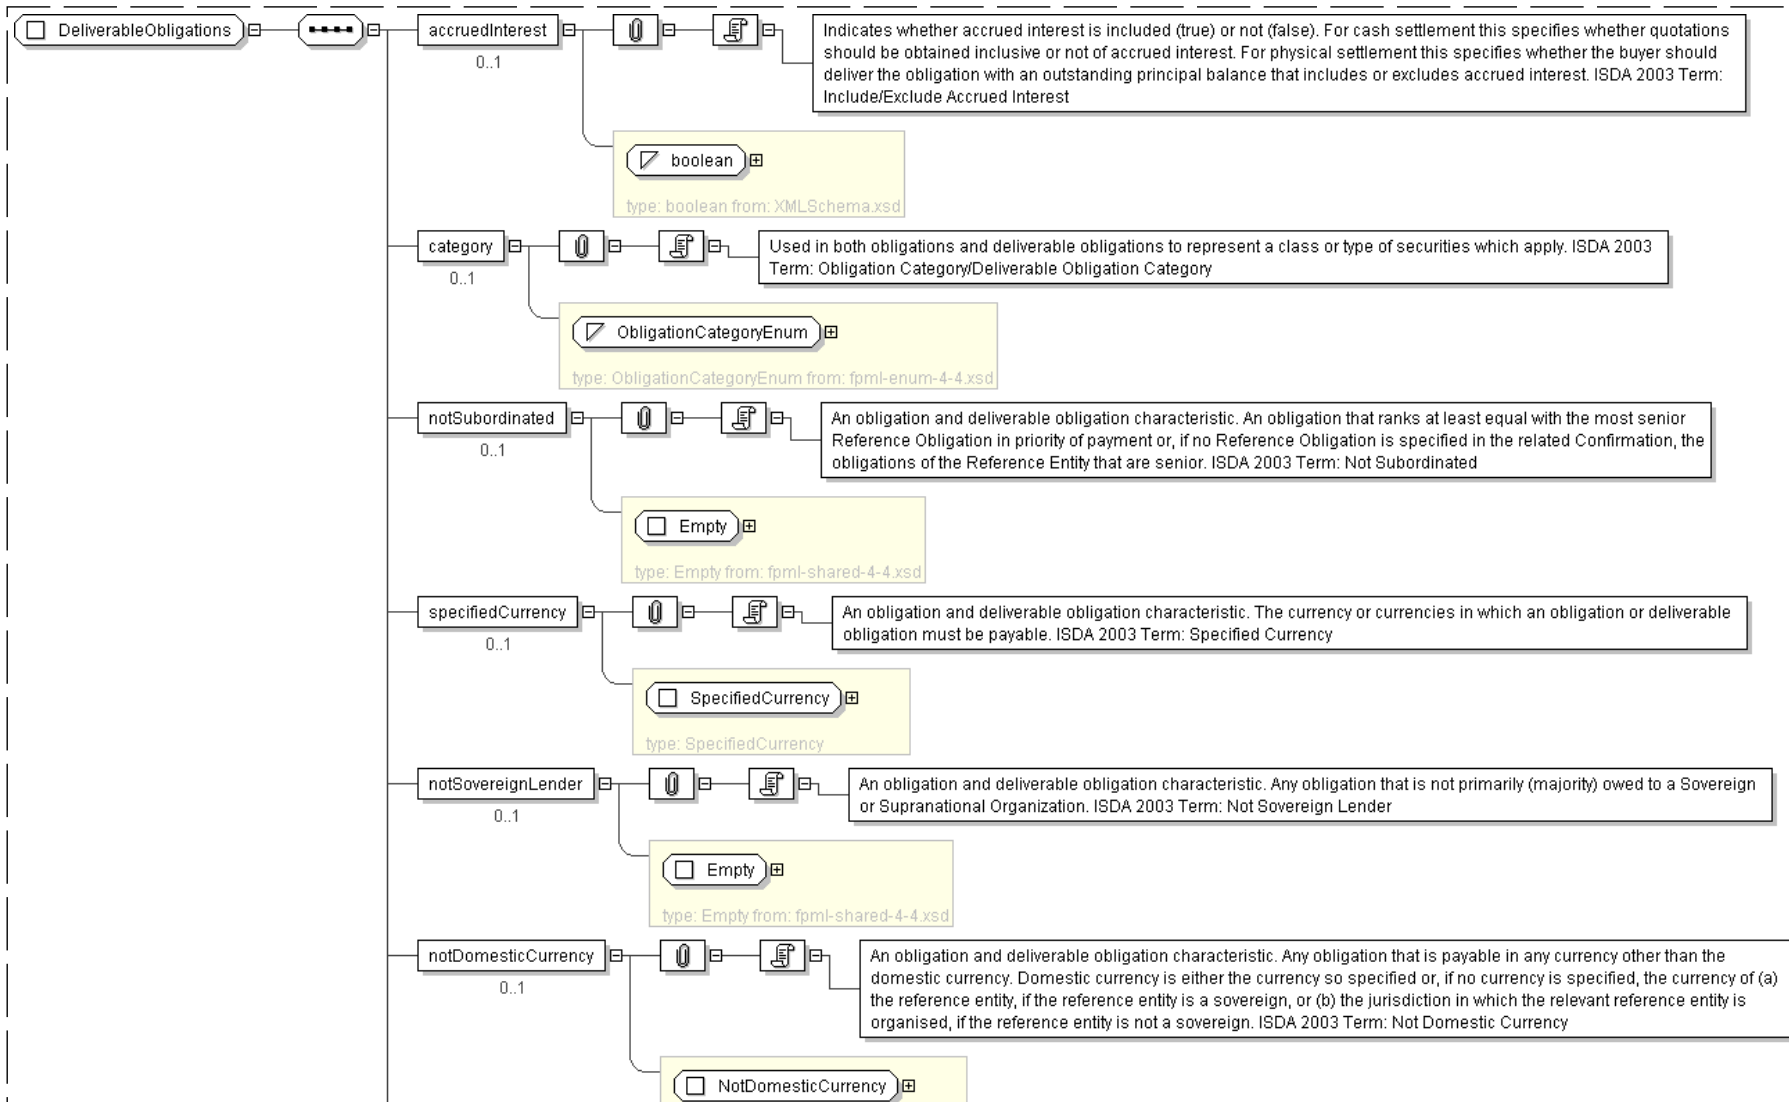 DeliverableObligations
accruedInterest
0..1
Indicates whether accrued interest is included (true) or not (false). For cash settlement this specifies whether quotations
should be obtained inclusive or not of accrued interest. For physical settlement this specifies whether the buyer should
deliver the obligation with an outstanding principal balance that includes or excludes accrued interest. ISDA 2003 Term:
Include/Exclude Accrued Interest
boolean
type: boolean from: XMLSchema.xsd
category
0..1
Used in both obligations and deliverable obligations to represent a class or type of securities which apply. ISDA 2003
Term: Obligation Category/Deliverable Obligation Category
ObligationCategoryEnum
type: ObligationCategoryEnum from: fpml-enum-4-4.xsd
notSubordinated
0..1
An obligation and deliverable obligation characteristic. An obligation that ranks at least equal with the most senior
Reference Obligation in priority of payment or, if no Reference Obligation is specified in the related Confirmation, the
obligations of the Reference Entity that are senior. ISDA 2003 Term: Not Subordinated
Empty
type: Empty from: fpml-shared-4-4.xsd
specifiedCurrency
0..1
An obligation and deliverable obligation characteristic. The currency or currencies in which an obligation or deliverable
obligation must be payable. ISDA 2003 Term: Specified Currency
SpecifiedCurrency
type: SpecifiedCurrency
notSovereignLender
0..1
An obligation and deliverable obligation characteristic. Any obligation that is not primarily (majority) owed to a Sovereign
or Supranational Organization. ISDA 2003 Term: Not Sovereign Lender
Empty
type: Empty from: fpml-shared-4-4.xsd
notDomesticCurrency
0..1
An obligation and deliverable obligation characteristic. Any obligation that is payable in any currency other than the
domestic currency. Domestic currency is either the currency so specified or, if no currency is specified, the currency of (a)
the reference entity, if the reference entity is a sovereign, or (b) the jurisdiction in which the relevant reference entity is
organised, if the reference entity is not a sovereign. ISDA 2003 Term: Not Domestic Currency
NotDomesticCurrency